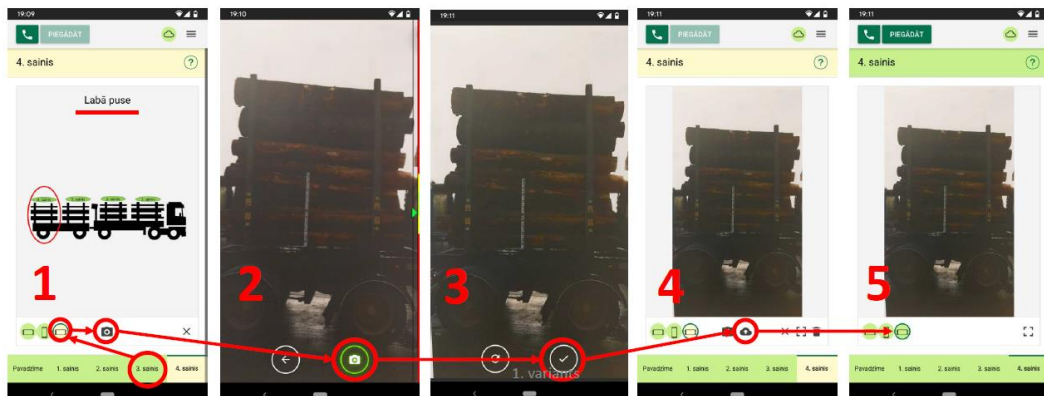 19:09
PIEGĀDĀT
4. sainis
?
Labā puse
1
Pavadzīme 1. sainis 2. sainis 3. sainis 4. sainis
19:10
2
19:11
3
1. variants
19:11
PIEGĀDĀT
4. sainis
?
4
Pavadzīme 1. sainis 2. sainis 3. sainis 4. sainis
19:11
PIEGĀDĀT
4. sainis
?
5
Pavadzīme 1. sainis 2. sainis 3. sainis 4. sainis